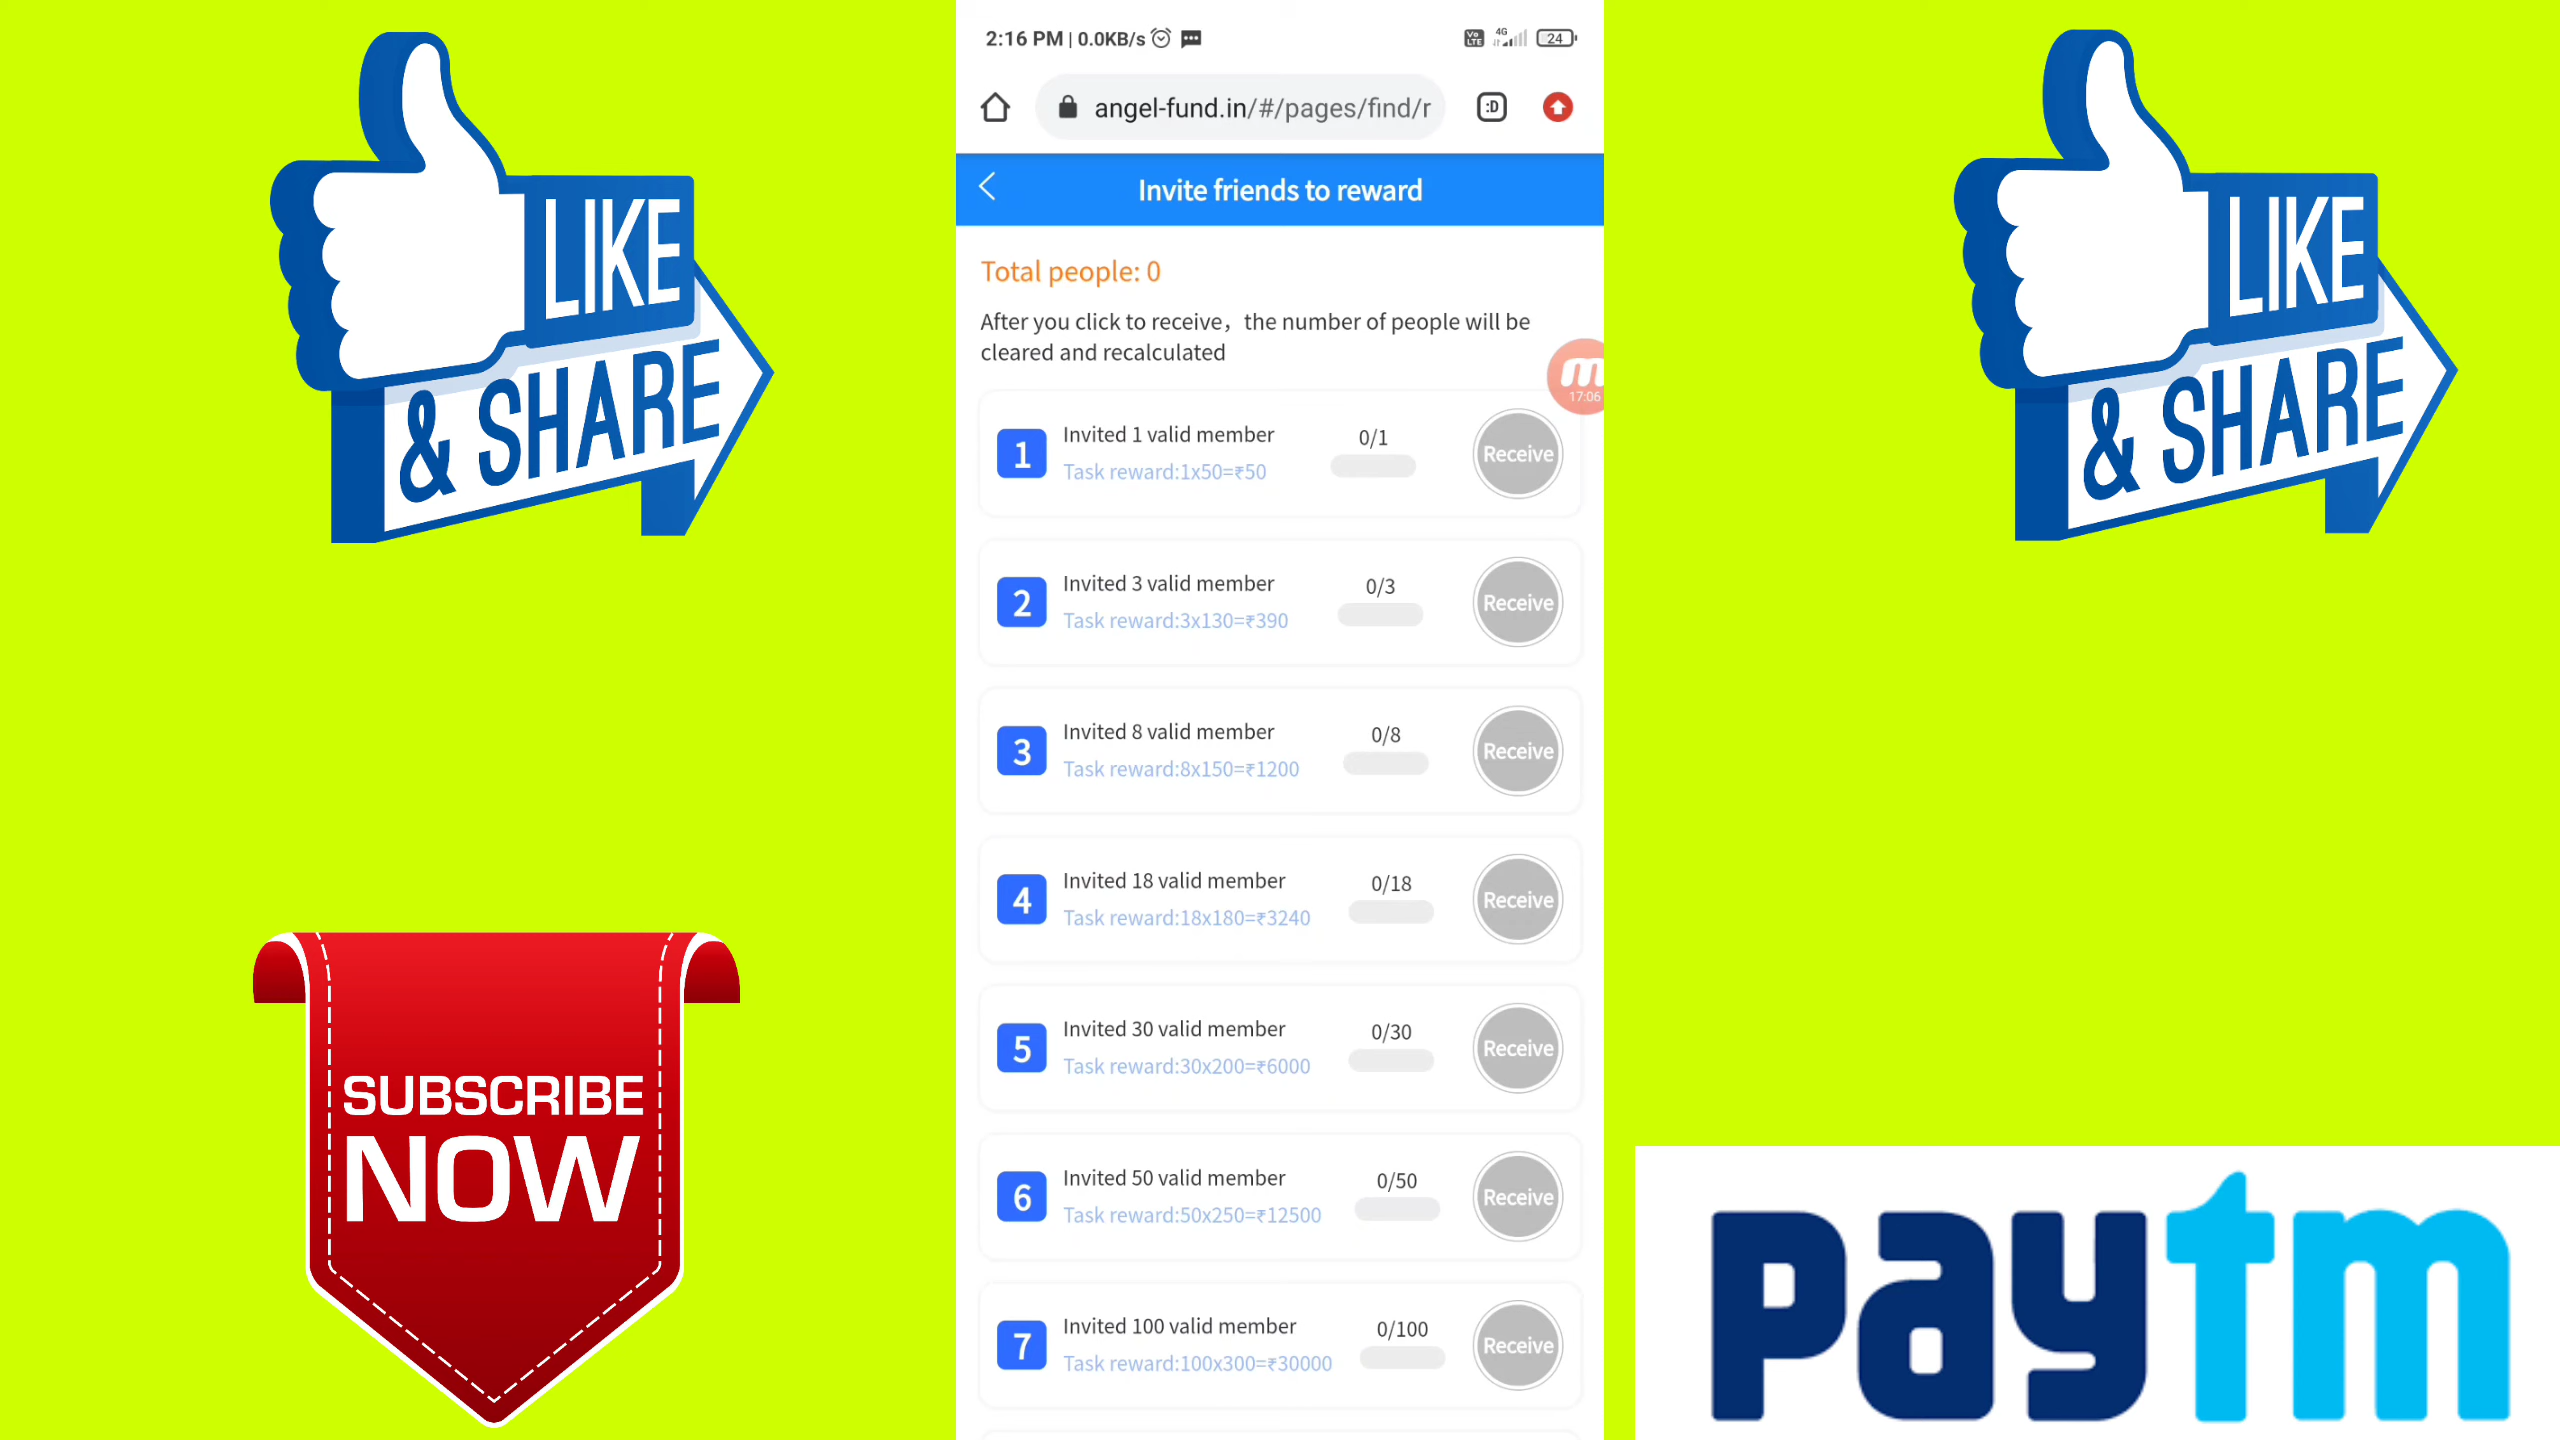 LIKE
& SHARE
SUBSCRIBE
NOW
2:16 PM | 0.0KB/s
Vo LTE
4G
24
angel-fund.in/#/pages/find/r
:D
Invite friends to reward
Total people: 0
After you click to receive，the number of people will be
cleared and recalculated
m
17:06
1
Invited 1 valid member
Task reward:1x50=₹50
0/1
Receive
2
Invited 3 valid member
Task reward:3x130=₹390
0/3
Receive
3
Invited 8 valid member
Task reward:8x150=₹1200
0/8
Receive
4
Invited 18 valid member
Task reward:18x180=₹3240
0/18
Receive
5
Invited 30 valid member
Task reward:30x200=₹6000
0/30
Receive
6
Invited 50 valid member
Task reward:50x250=₹12500
0/50
Receive
7
Invited 100 valid member
Task reward:100x300=₹30000
0/100
Receive
LIKE
& SHARE
paytm